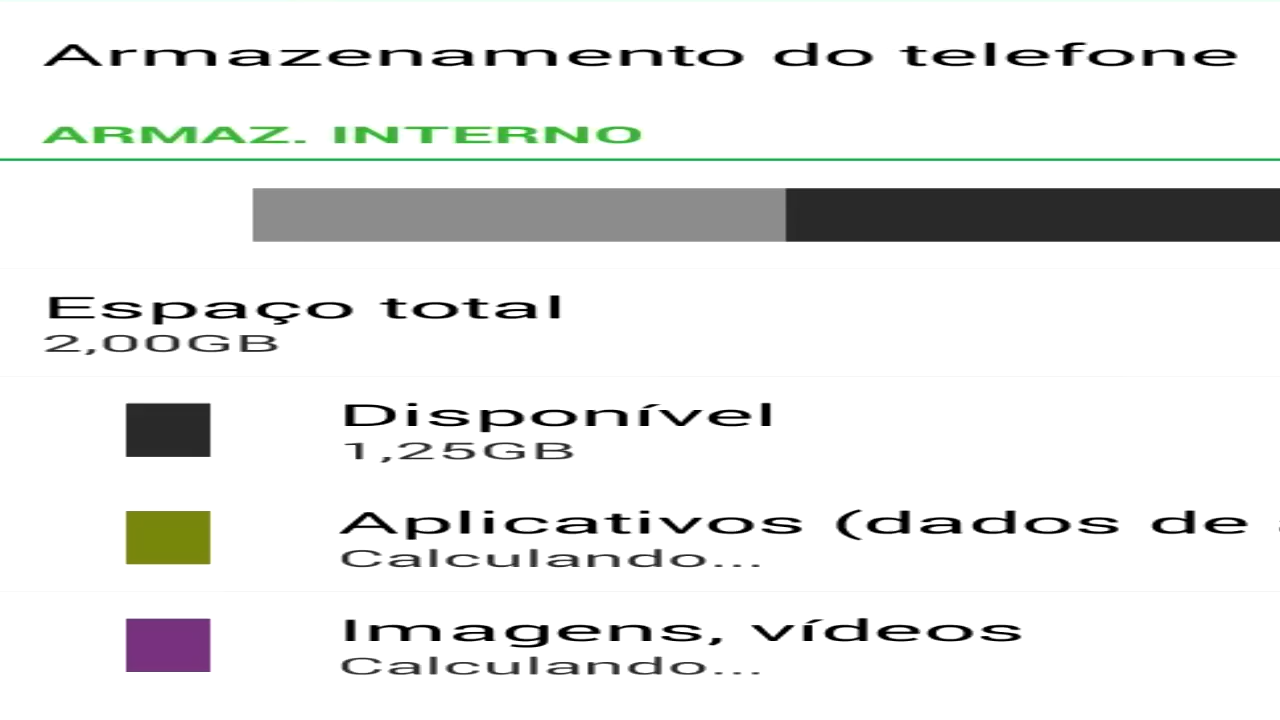 Armazenamento do telefone
ARMAZ. INTERNO
Espaço total
2,00GB
Disponível
1,25GB
Aplicativos (dados de
Calculando...
Imagens, vídeos
Calculando...